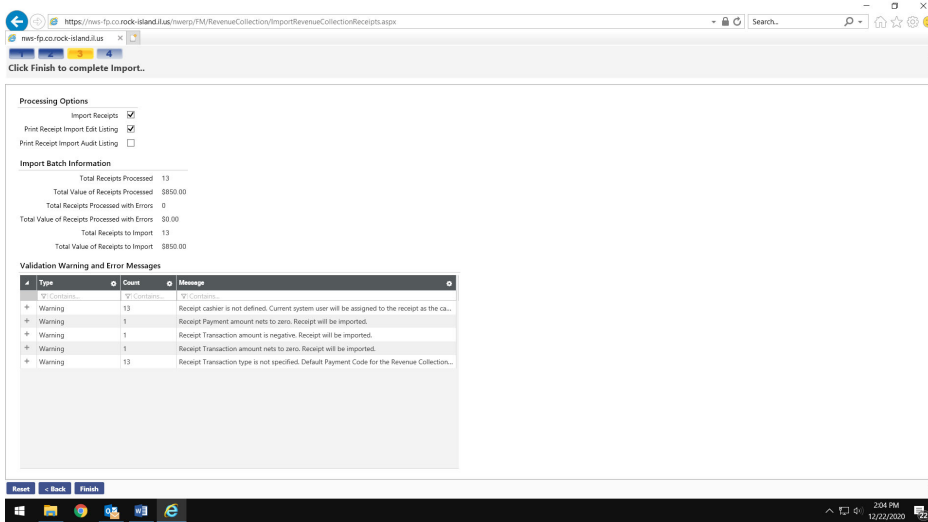 https://nws-fp.co.rock-island.il.us/nwerp/FM/RevenueCollection/ImportRevenueCollectionReceipts.aspx
Search...
nws-fp.co.rock-island.il.us
1 2 3 4
Click Finish to complete Import..
Processing Options
Import Receipts
Print Receipt Import Edit Listing
Print Receipt Import Audit Listing
Import Batch Information
Total Receipts Processed 13
Total Value of Receipts Processed $850.00
Total Receipts Processed with Errors 0
Total Value of Receipts Processed with Errors $0.00
Total Receipts to Import 13
Total Value of Receipts to Import $850.00
Validation Warning and Error Messages
Type Count Message
Contains... Contains... Contains...
Warning 13 Receipt cashier is not defined. Current system user will be assigned to the receipt as the ca...
Warning 1 Receipt Payment amount nets to zero. Receipt will be imported.
Warning 1 Receipt Transaction amount is negative. Receipt will be imported.
Warning 1 Receipt Transaction amount nets to zero. Receipt will be imported.
Warning 13 Receipt Transaction type is not specified. Default Payment Code for the Revenue Collection...
Reset < Back Finish
2:04 PM
12/22/2020
22